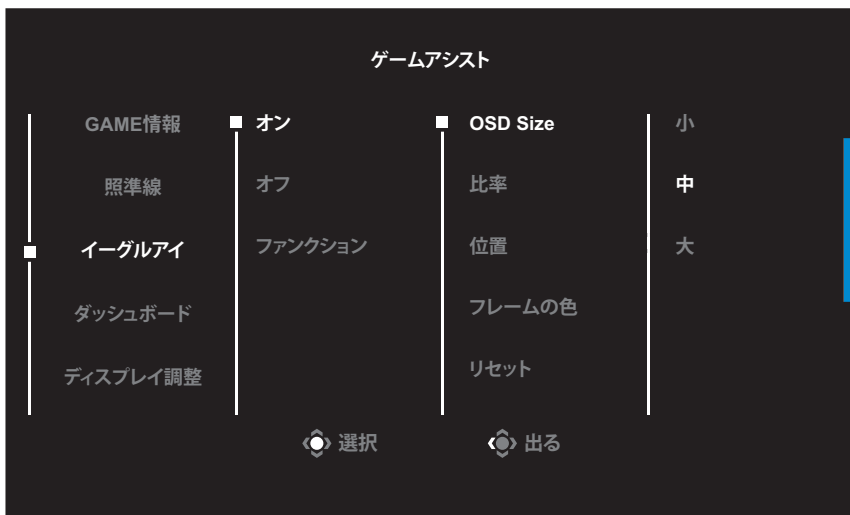 ゲームアシスト
GAME情報
照準線
イーグルアイ
ダッシュボード
ディスプレイ調整
オン
オフ
ファンクション
OSD Size
比率
位置
フレームの色
リセット
小
中
大
選択
出る